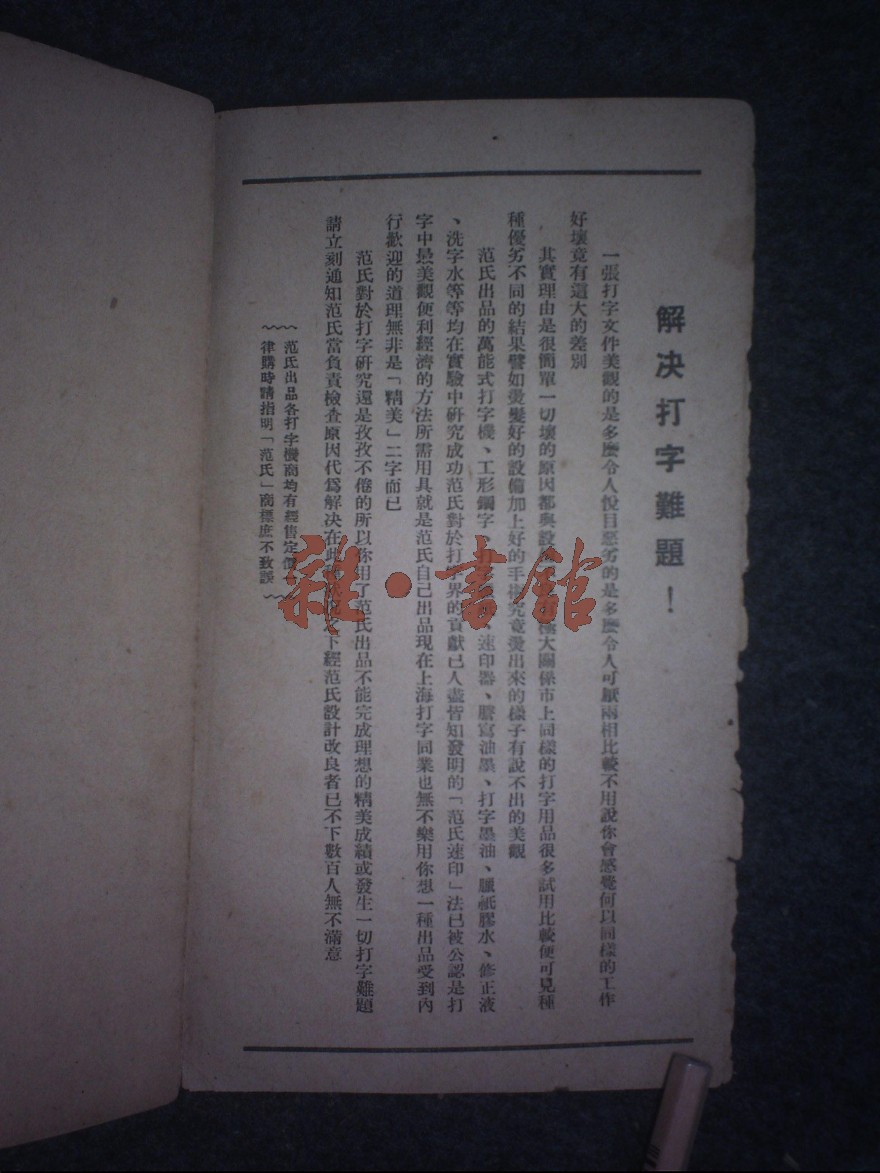 解决打字難題！
一張打字文件美觀的是多麽令人悅目惡劣的是多麽令人可厭兩相比較不用說你會感覺何以同樣的工作
好壞竟有這大的差別
其實理由是很簡單一切壞的原因都與設 極大關係市上同樣的打字用品很多試用比較便可見種
種優劣不同的結果譬如燙髮好的設備加上好的手術究竟燙出來的樣子有說不出的美觀
范氏出品的萬能式打字機、工形鋼字、打字 、速印器、謄寫油墨、打字墨油、臘紙膠水、修正液
、洗字水等等均在實驗中研究成功范氏對於打字界的貢獻已人盡皆知發明的「范氏速印」法已被公認是打
字中最美觀便利經濟的方法所需用具就是范氏自己出品現在上海打字同業也無不樂用你想一種出品受到內
行歡迎的道理無非是「精美」二字而已
范氏對於打字研究還是孜孜不倦的所以你用了范氏出品不能完成理想的精美成績或發生一切打字難題
請立刻通知范氏當負責檢查原因代爲解决在此 之下經范氏設計改良者已不下數百人無不滿意
范氏出品各打字機商均有經售定價一
律購時請指明「范氏」商標庶不致誤
雜·書館